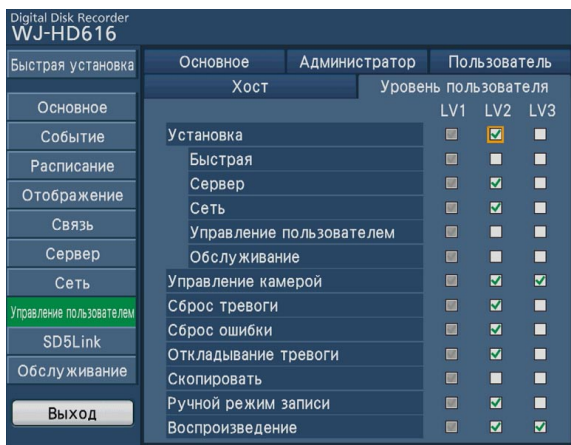 Digital Disk Recorder
WJ-HD616
Быстрая установка
Основное
Событие
Расписание
Отображение
Связь
Сервер
Сеть
Управление пользователем
SD5Link
Обслуживание
Выход
Основное Администратор Пользователь
Хост Уровень пользователя
LV1 LV2 LV3
Установка
Быстрая
Сервер
Сеть
Управление пользователем
Обслуживание
Управление камерой
Сброс тревоги
Сброс ошибки
Откладывание тревоги
Скопировать
Ручной режим записи
Воспроизведение